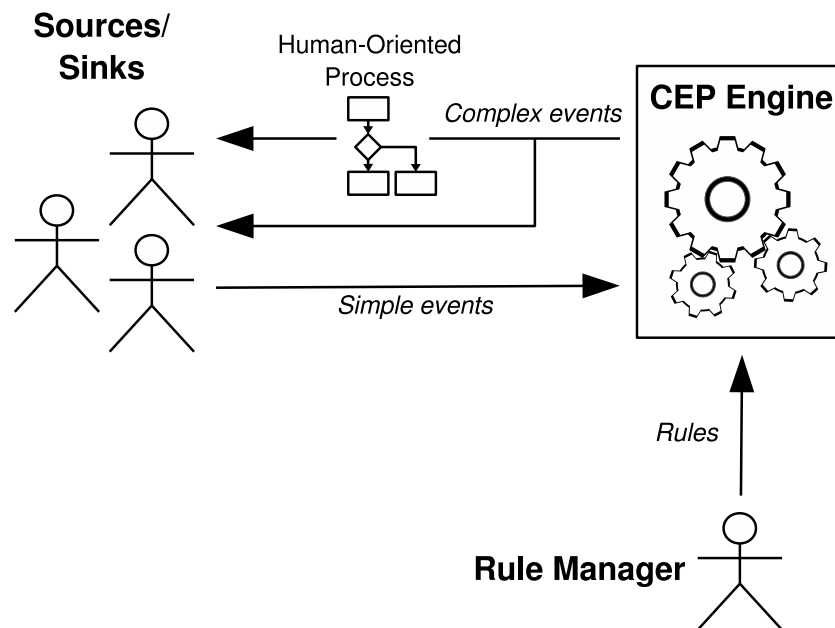 Sources/
Sinks
Human-Oriented
Process
Complex events
CEP Engine
Simple events
Rules
Rule Manager